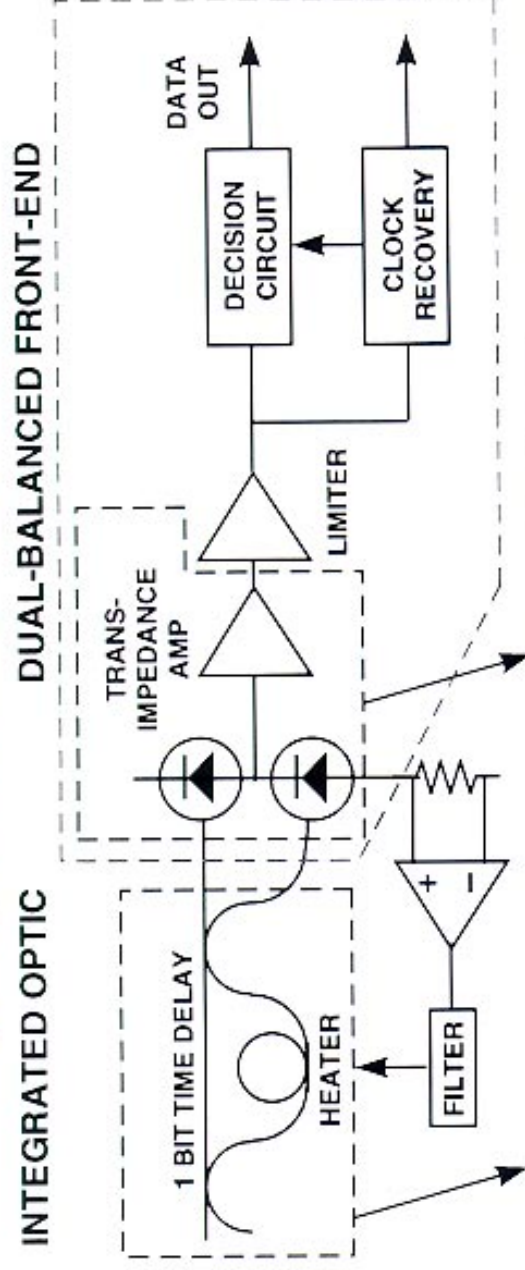 INTEGRATED OPTIC
DUAL-BALANCED FRONT-END
1 BIT TIME DELAY
HEATER
FILTER
+
−
TRANS-
IMPEDANCE
AMP
LIMITER
DECISION
CIRCUIT
CLOCK
RECOVERY
DATA
OUT